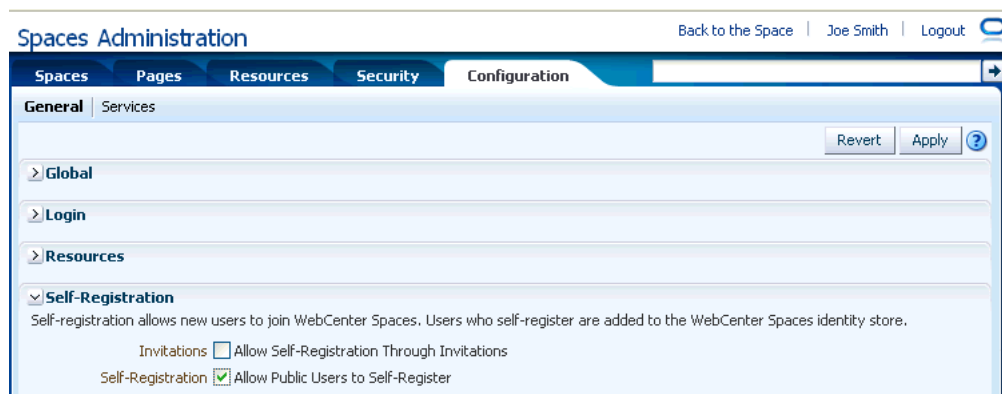 Spaces Administration
Back to the Space | Joe Smith | Logout
Spaces Pages Resources Security Configuration
General | Services
Revert Apply ?
Global
Login
Resources
Self-Registration
Self-registration allows new users to join WebCenter Spaces. Users who self-register are added to the WebCenter Spaces identity store.
Invitations Allow Self-Registration Through Invitations
Self-Registration Allow Public Users to Self-Register